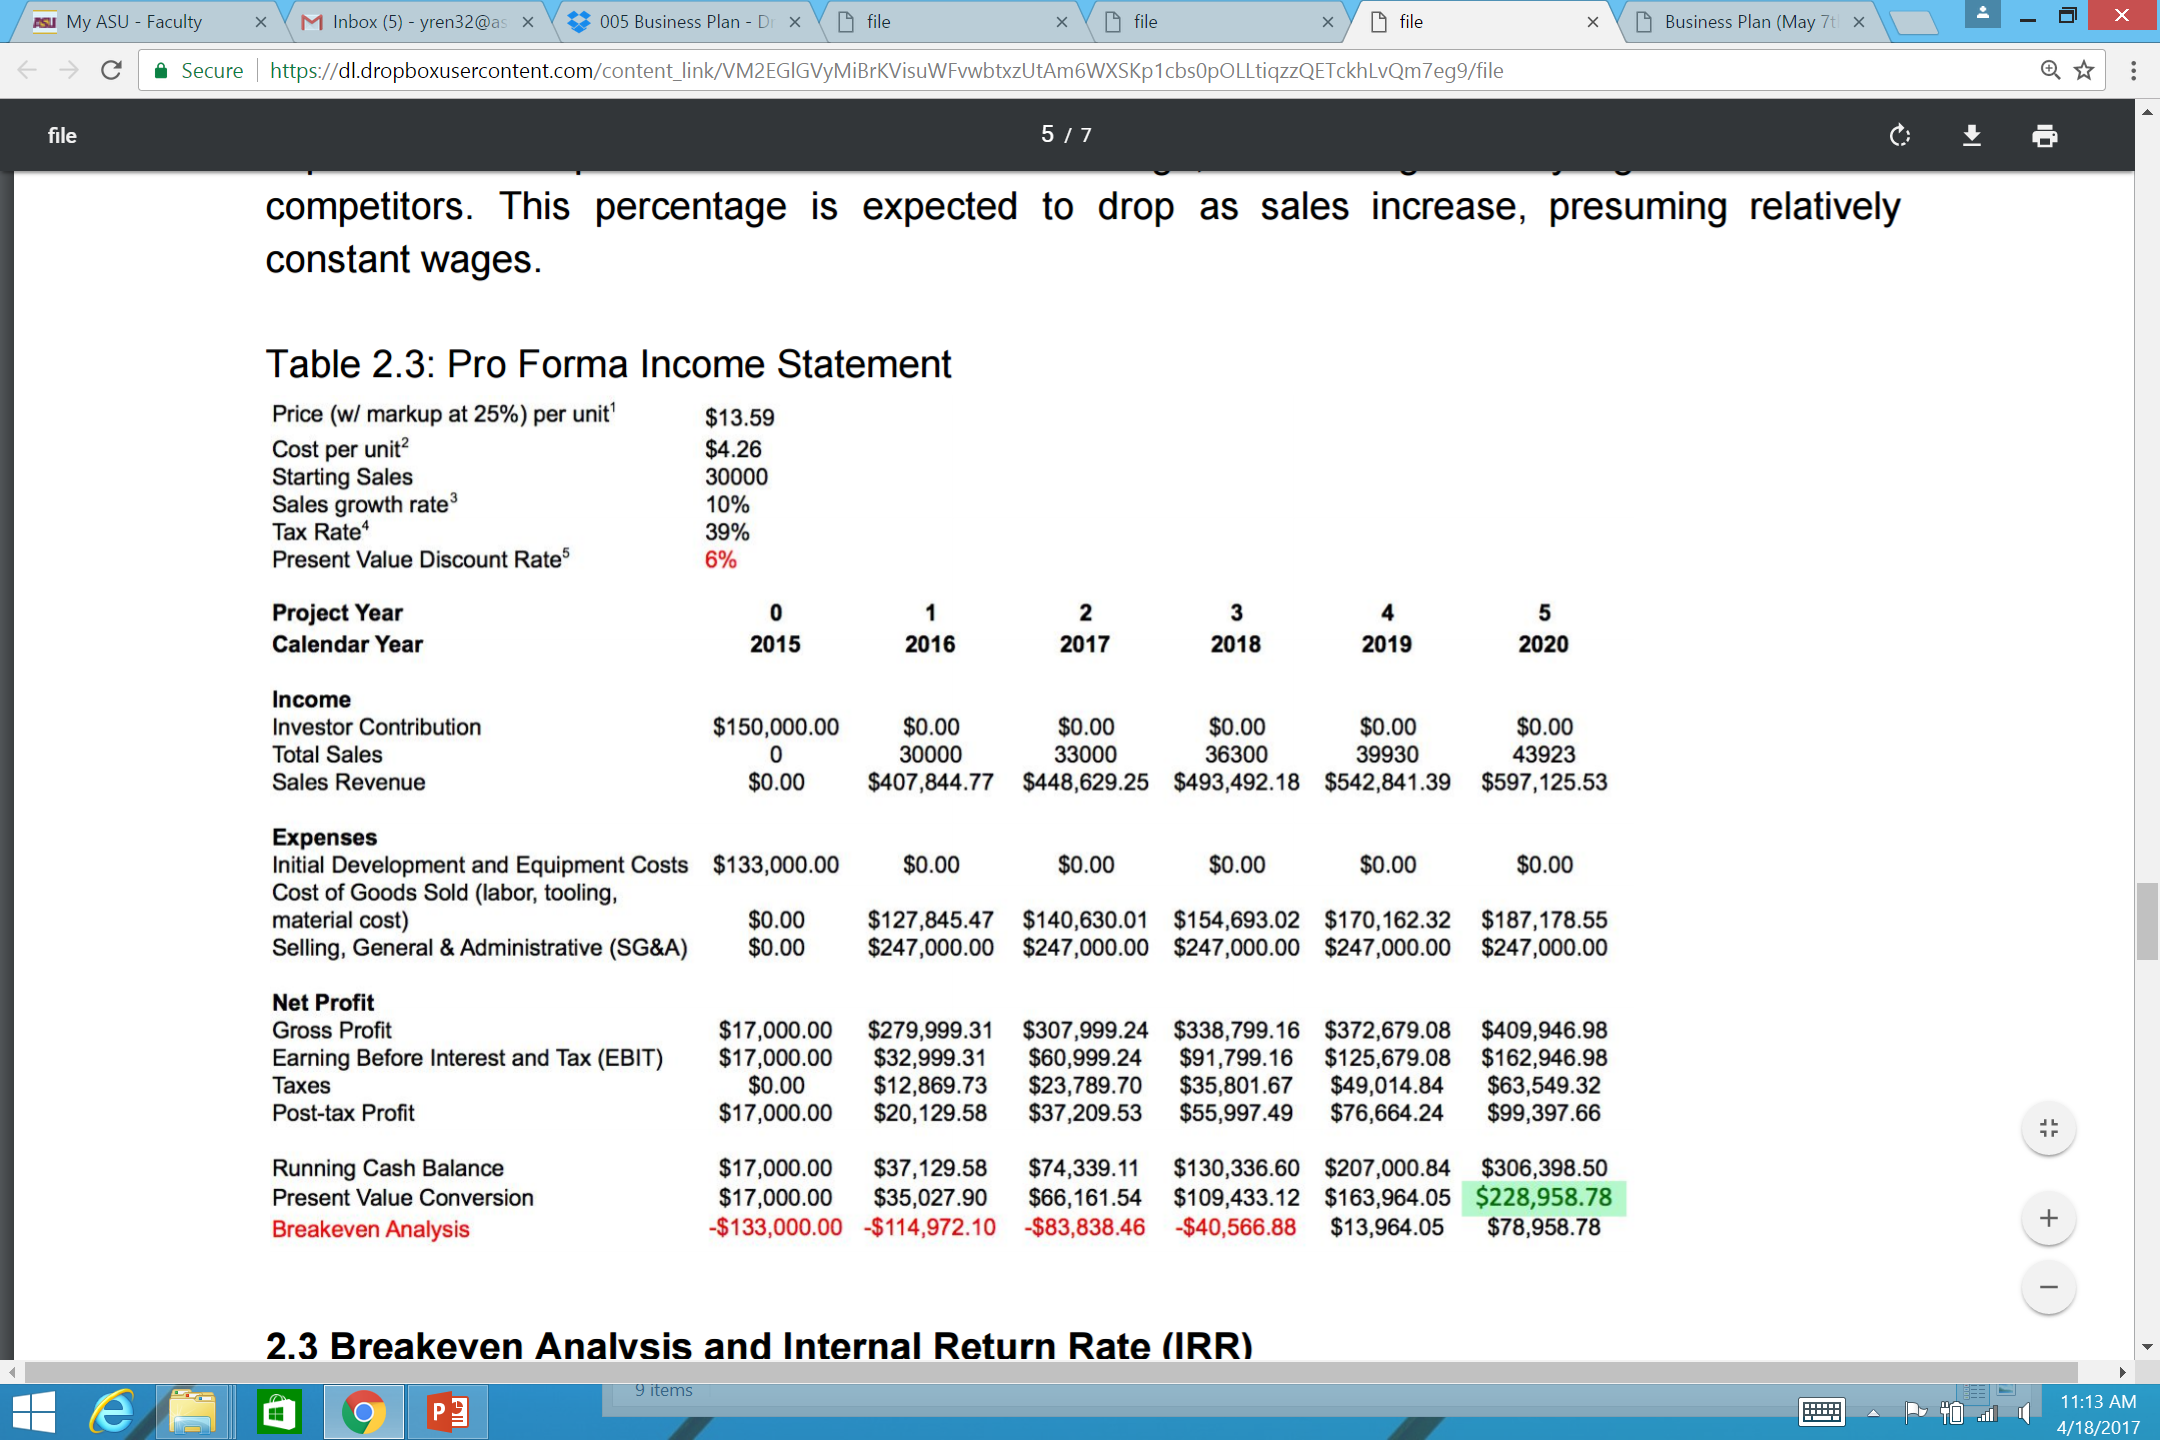 My ASU - Faculty
Inbox (5) - yren32@as
005 Business Plan - D
file
file
file
Business Plan (May 7t
Secure
https://dl.dropboxusercontent.com/content_link/VM2EGlGVyMiBrKVisuWFvwbtxzUtAm6WXSKp1cbs0pOLLtiqzzQETckhLvQm7eg9/file
file
5 / 7
competitors. This percentage is expected to drop as sales increase, presuming relatively
constant wages.
Table 2.3: Pro Forma Income Statement
Price (w/ markup at 25%) per unit¹ $13.59
Cost per unit² $4.26
Starting Sales 30000
Sales growth rate³ 10%
Tax Rate⁴ 39%
Present Value Discount Rate⁵ 6%
Project Year 0 1 2 3 4 5
Calendar Year 2015 2016 2017 2018 2019 2020
Income
Investor Contribution $150,000.00 $0.00 $0.00 $0.00 $0.00 $0.00
Total Sales 0 30000 33000 36300 39930 43923
Sales Revenue $0.00 $407,844.77 $448,629.25 $493,492.18 $542,841.39 $597,125.53
Expenses
Initial Development and Equipment Costs $133,000.00 $0.00 $0.00 $0.00 $0.00 $0.00
Cost of Goods Sold (labor, tooling,
material cost) $0.00 $127,845.47 $140,630.01 $154,693.02 $170,162.32 $187,178.55
Selling, General & Administrative (SG&A) $0.00 $247,000.00 $247,000.00 $247,000.00 $247,000.00 $247,000.00
Net Profit
Gross Profit $17,000.00 $279,999.31 $307,999.24 $338,799.16 $372,679.08 $409,946.98
Earning Before Interest and Tax (EBIT) $17,000.00 $32,999.31 $60,999.24 $91,799.16 $125,679.08 $162,946.98
Taxes $0.00 $12,869.73 $23,789.70 $35,801.67 $49,014.84 $63,549.32
Post-tax Profit $17,000.00 $20,129.58 $37,209.53 $55,997.49 $76,664.24 $99,397.66
Running Cash Balance $17,000.00 $37,129.58 $74,339.11 $130,336.60 $207,000.84 $306,398.50
Present Value Conversion $17,000.00 $35,027.90 $66,161.54 $109,433.12 $163,964.05 $228,958.78
Breakeven Analysis -$133,000.00 -$114,972.10 -$83,838.46 -$40,566.88 $13,964.05 $78,958.78
2.3 Breakeven Analysis and Internal Return Rate (IRR)
9 items
11:13 AM
4/18/2017